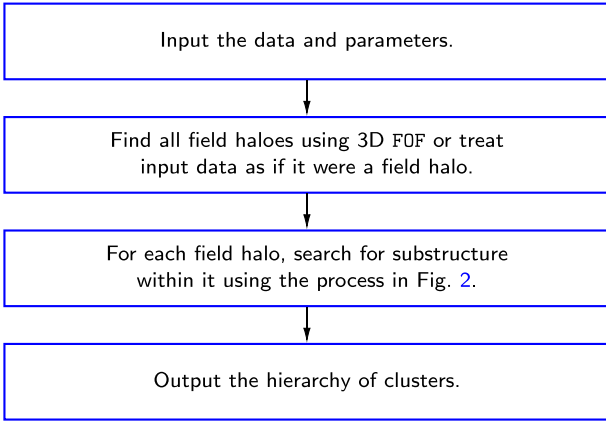 Input the data and parameters.
Find all field haloes using 3D FOF or treat
input data as if it were a field halo.
For each field halo, search for substructure
within it using the process in Fig. 2.
Output the hierarchy of clusters.